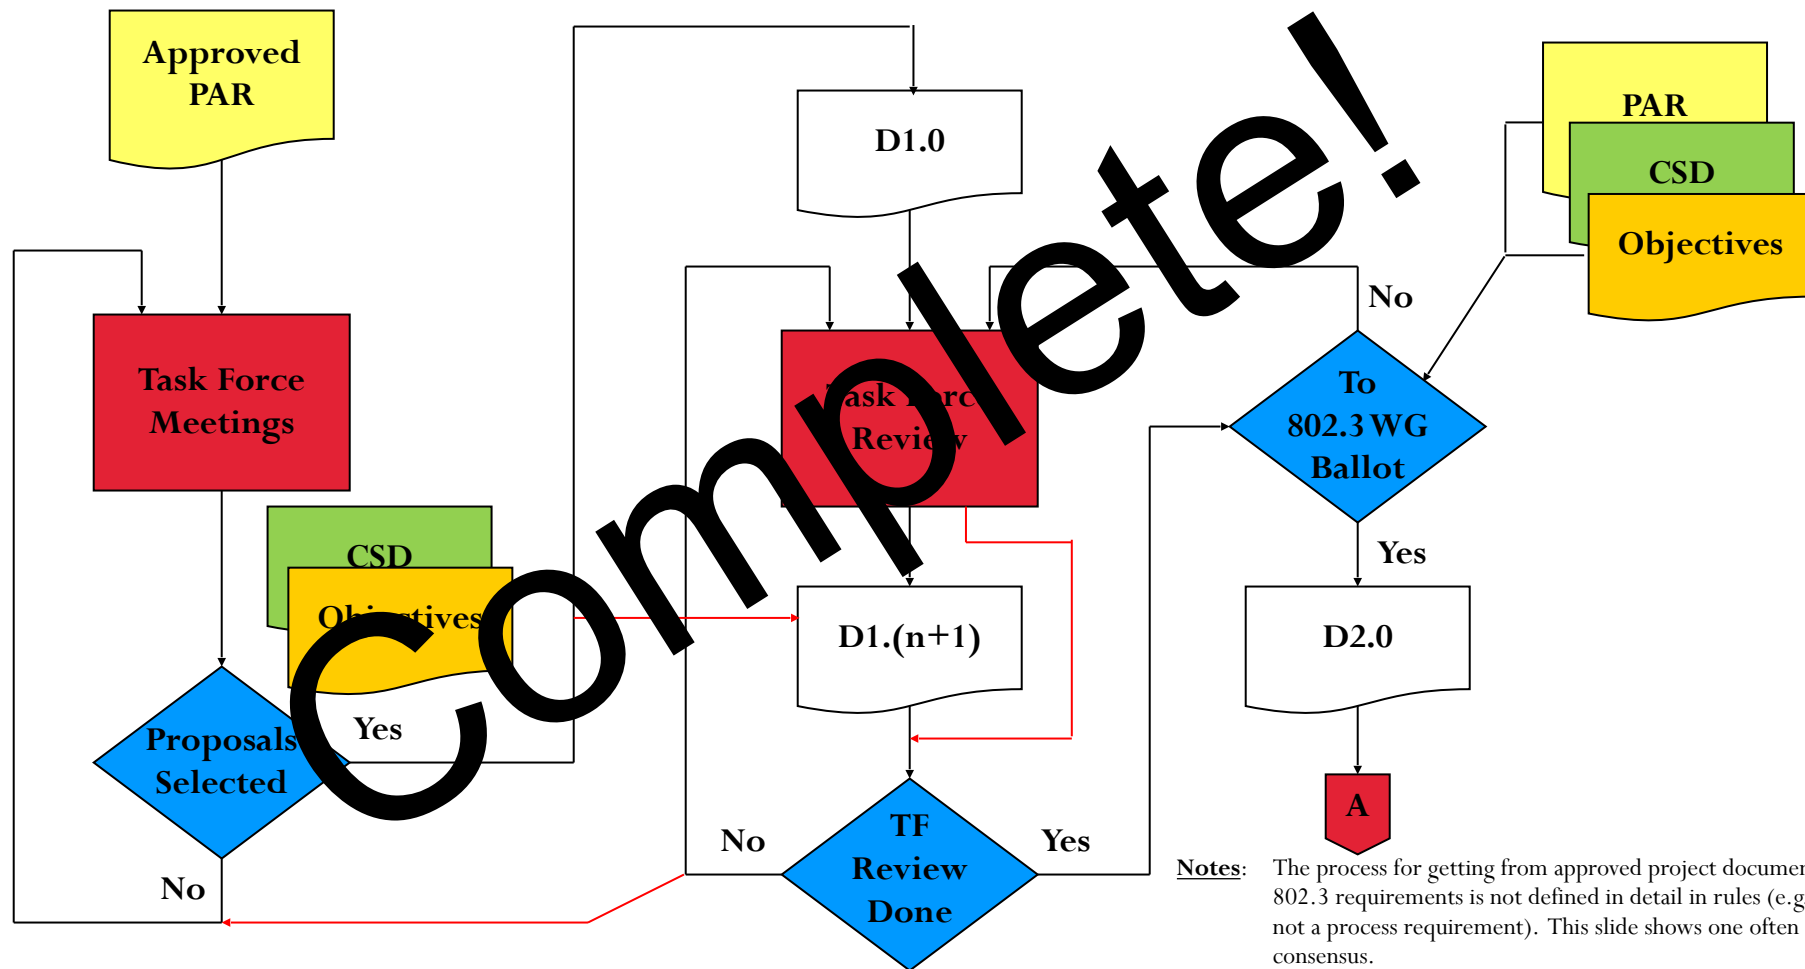 Approved
PAR
Task Force
Meetings
CSD
Objectives
Proposals
Selected
Yes
No
D1.0
Task Force
Review
D1.(n+1)
TF
Review
Done
No
Yes
PAR
CSD
Objectives
To
802.3 WG
Ballot
No
Yes
D2.0
A
Complete!
Notes: The process for getting from approved project
802.3 requirements is not defined in detail in rules (e.g.
not a process requirement). This slide shows one often
consensus.